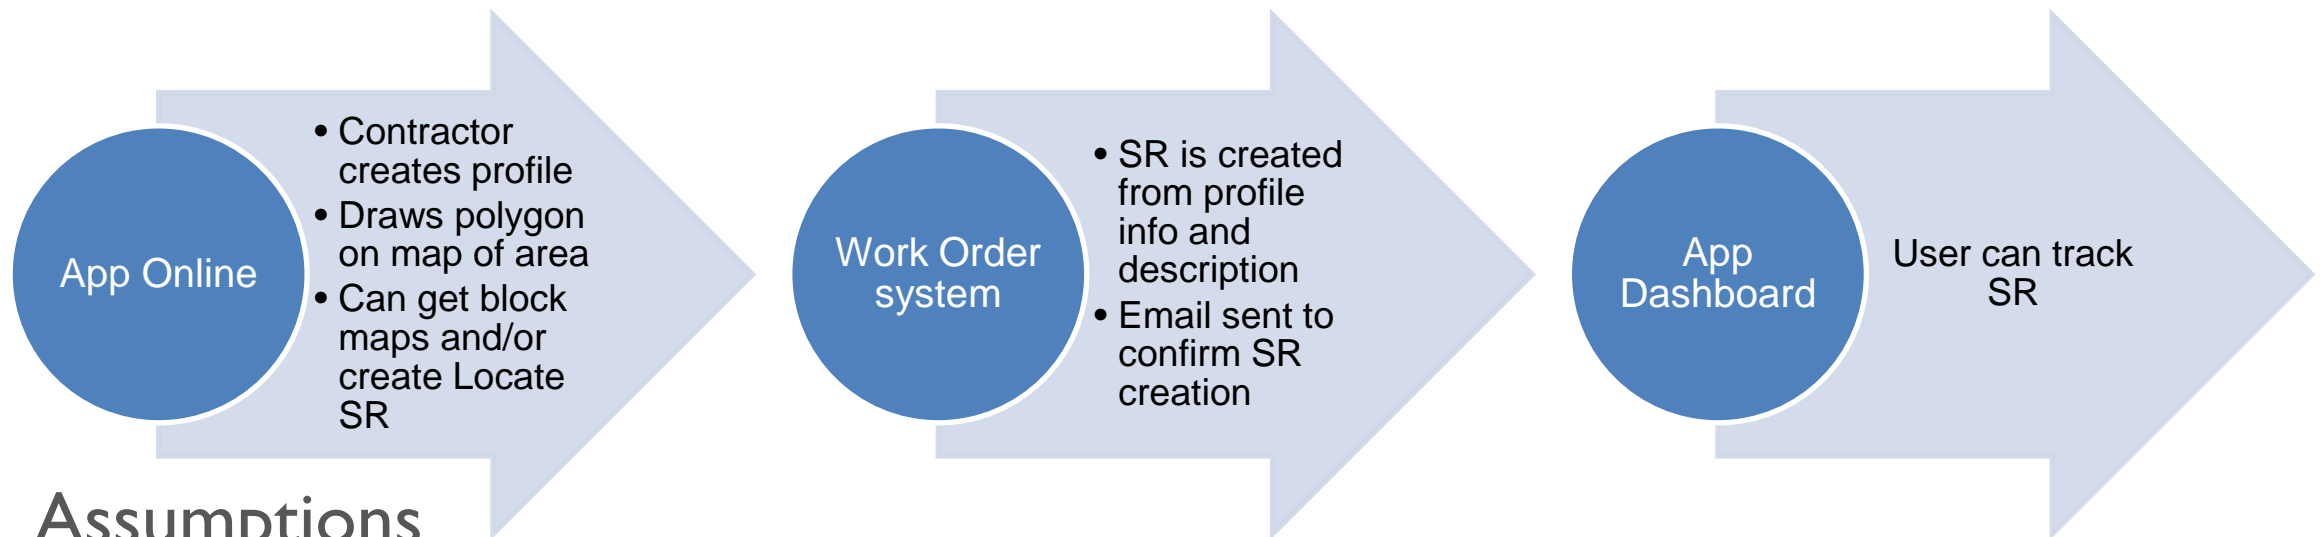 App Online
• Contractor
creates profile
• Draws polygon
on map of area
• Can get block
maps and/or
create Locate
SR
Work Order
system
• SR is created
from profile
info and
description
• Email sent to
confirm SR
creation
App
Dashboard
User can track
SR
Assumptions